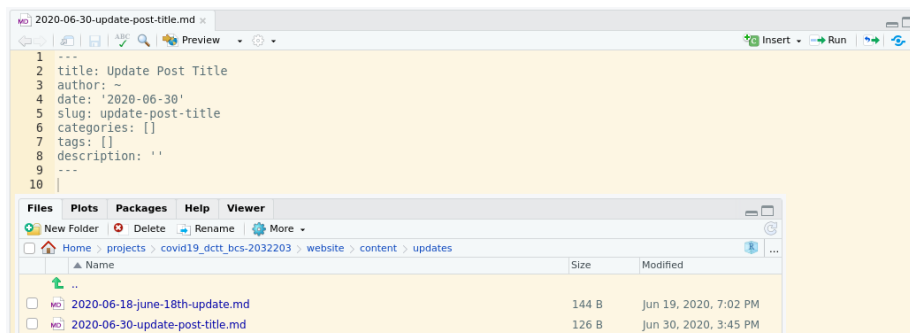 2020-06-30-update-post-title.md
ABC Preview Insert Run
1 ---
2 title: Update Post Title
3 author: ~
4 date: '2020-06-30'
5 slug: update-post-title
6 categories: []
7 tags: []
8 description: ''
9 ---
10
Files Plots Packages Help Viewer
New Folder Delete Rename More
Home > projects > covid19_dctt_bcs-2032203 > website > content > updates R ...
Name Size Modified
..
MD 2020-06-18-june-18th-update.md 144 B Jun 19, 2020, 7:02 PM
MD 2020-06-30-update-post-title.md 126 B Jun 30, 2020, 3:45 PM